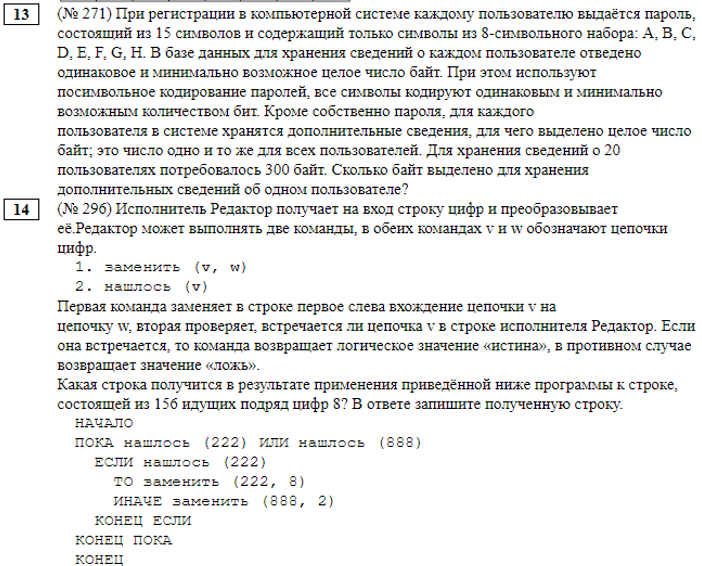 13 (№ 271) При регистрации в компьютерной системе каждому пользователю выдаётся пароль,
состоящий из 15 символов и содержащий только символы из 8-символьного набора: A, B, C,
D, E, F, G, H. В базе данных для хранения сведений о каждом пользователе отведено
одинаковое и минимально возможное целое число байт. При этом используют
посимвольное кодирование паролей, все символы кодируют одинаковым и минимально
возможным количеством бит. Кроме собственно пароля, для каждого
пользователя в системе хранятся дополнительные сведения, для чего выделено целое число
байт; это число одно и то же для всех пользователей. Для хранения сведений о 20
пользователях потребовалось 300 байт. Сколько байт выделено для хранения
дополнительных сведений об одном пользователе?
14 (№ 296) Исполнитель Редактор получает на вход строку цифр и преобразовывает
её.Редактор может выполнять две команды, в обеих командах v и w обозначают цепочки
цифр.
1. заменить (v, w)
2. нашлось (v)
Первая команда заменяет в строке первое слева вхождение цепочки v на
цепочку w, вторая проверяет, встречается ли цепочка v в строке исполнителя Редактор. Если
она встречается, то команда возвращает логическое значение «истина», в противном случае
возвращает значение «ложь».
Какая строка получится в результате применения приведённой ниже программы к строке,
состоящей из 156 идущих подряд цифр 8? В ответе запишите полученную строку.
НАЧАЛО
ПОКА нашлось (222) ИЛИ нашлось (888)
ЕСЛИ нашлось (222)
ТО заменить (222, 8)
ИНАЧЕ заменить (888, 2)
КОНЕЦ ЕСЛИ
КОНЕЦ ПОКА
КОНЕЦ